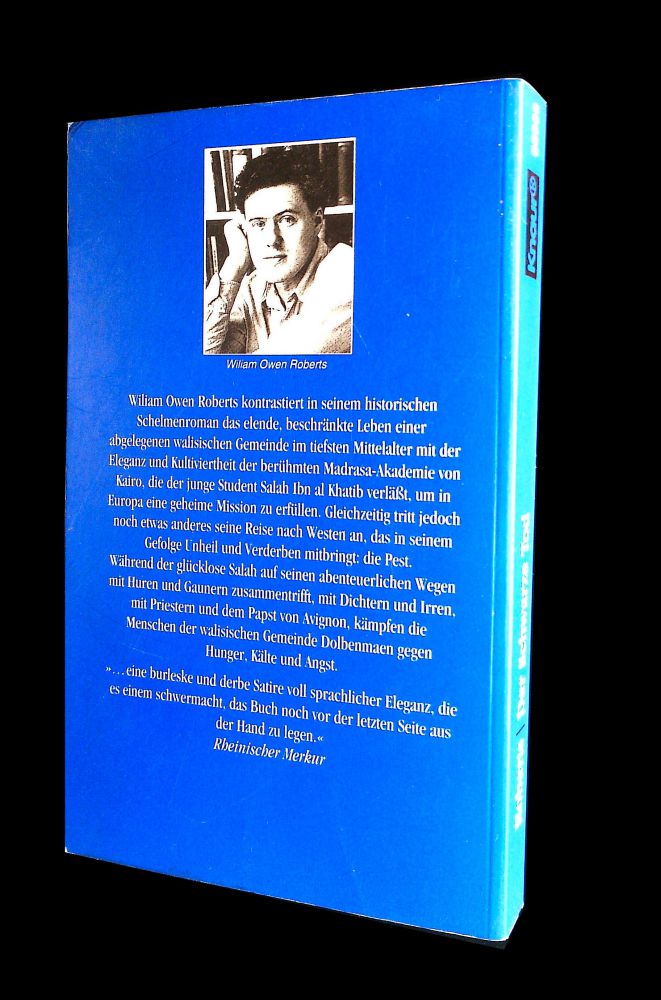 Wiliam Owen Roberts
Wiliam Owen Roberts kontrastiert in seinem historischen
Schelmenroman das elende, beschränkte Leben einer
abgelegenen walisischen Gemeinde im tiefsten Mittelalter mit der
Eleganz und Kultiviertheit der berühmten Madrasa-Akademie von
Kairo, die der junge Student Salah Ibn al Khatib verläßt, um in
Europa eine geheime Mission zu erfüllen. Gleichzeitig tritt jedoch
noch etwas anderes seine Reise nach Westen an, das in seinem
Gefolge Unheil und Verderben mitbringt: die Pest.
Während der glücklose Salah auf seinen abenteuerlichen Wegen
mit Huren und Gaunern zusammentrifft, mit Dichtern und Irren,
mit Priestern und dem Papst von Avignon, kämpfen die
Menschen der walisischen Gemeinde Dolbenmaen gegen
Hunger, Kälte und Angst.
»...eine burleske und derbe Satire voll sprachlicher Eleganz, die
es einem schwermacht, das Buch noch vor der letzten Seite aus
der Hand zu legen.«
Rheinischer Merkur
Knaur®
Roberts / Der Schwarze Tod